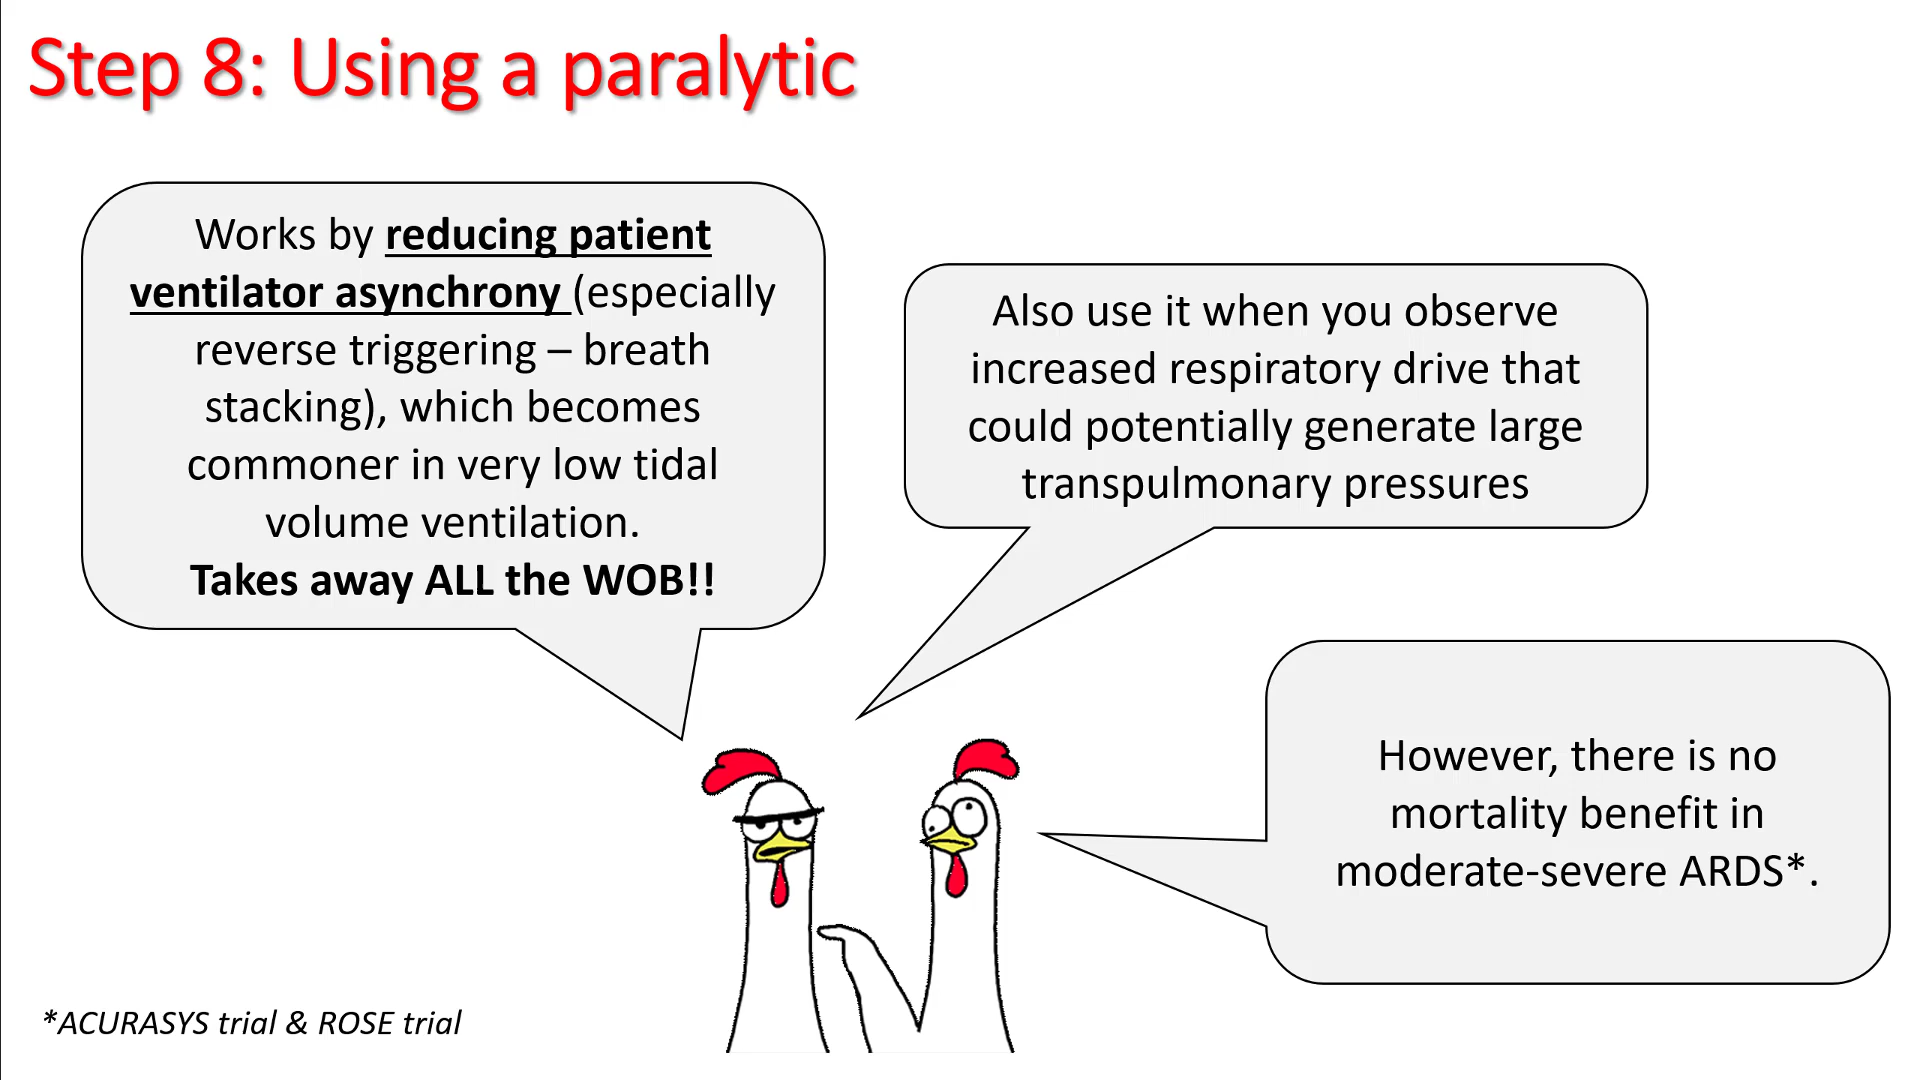 Step 8: Using a paralytic
Works by reducing patient
ventilator asynchrony (especially
reverse triggering – breath
stacking), which becomes
commoner in very low tidal
volume ventilation.
Takes away ALL the WOB!!
Also use it when you observe
increased respiratory drive that
could potentially generate large
transpulmonary pressures
However, there is no
mortality benefit in
moderate-severe ARDS*.
*ACURASYS trial & ROSE trial